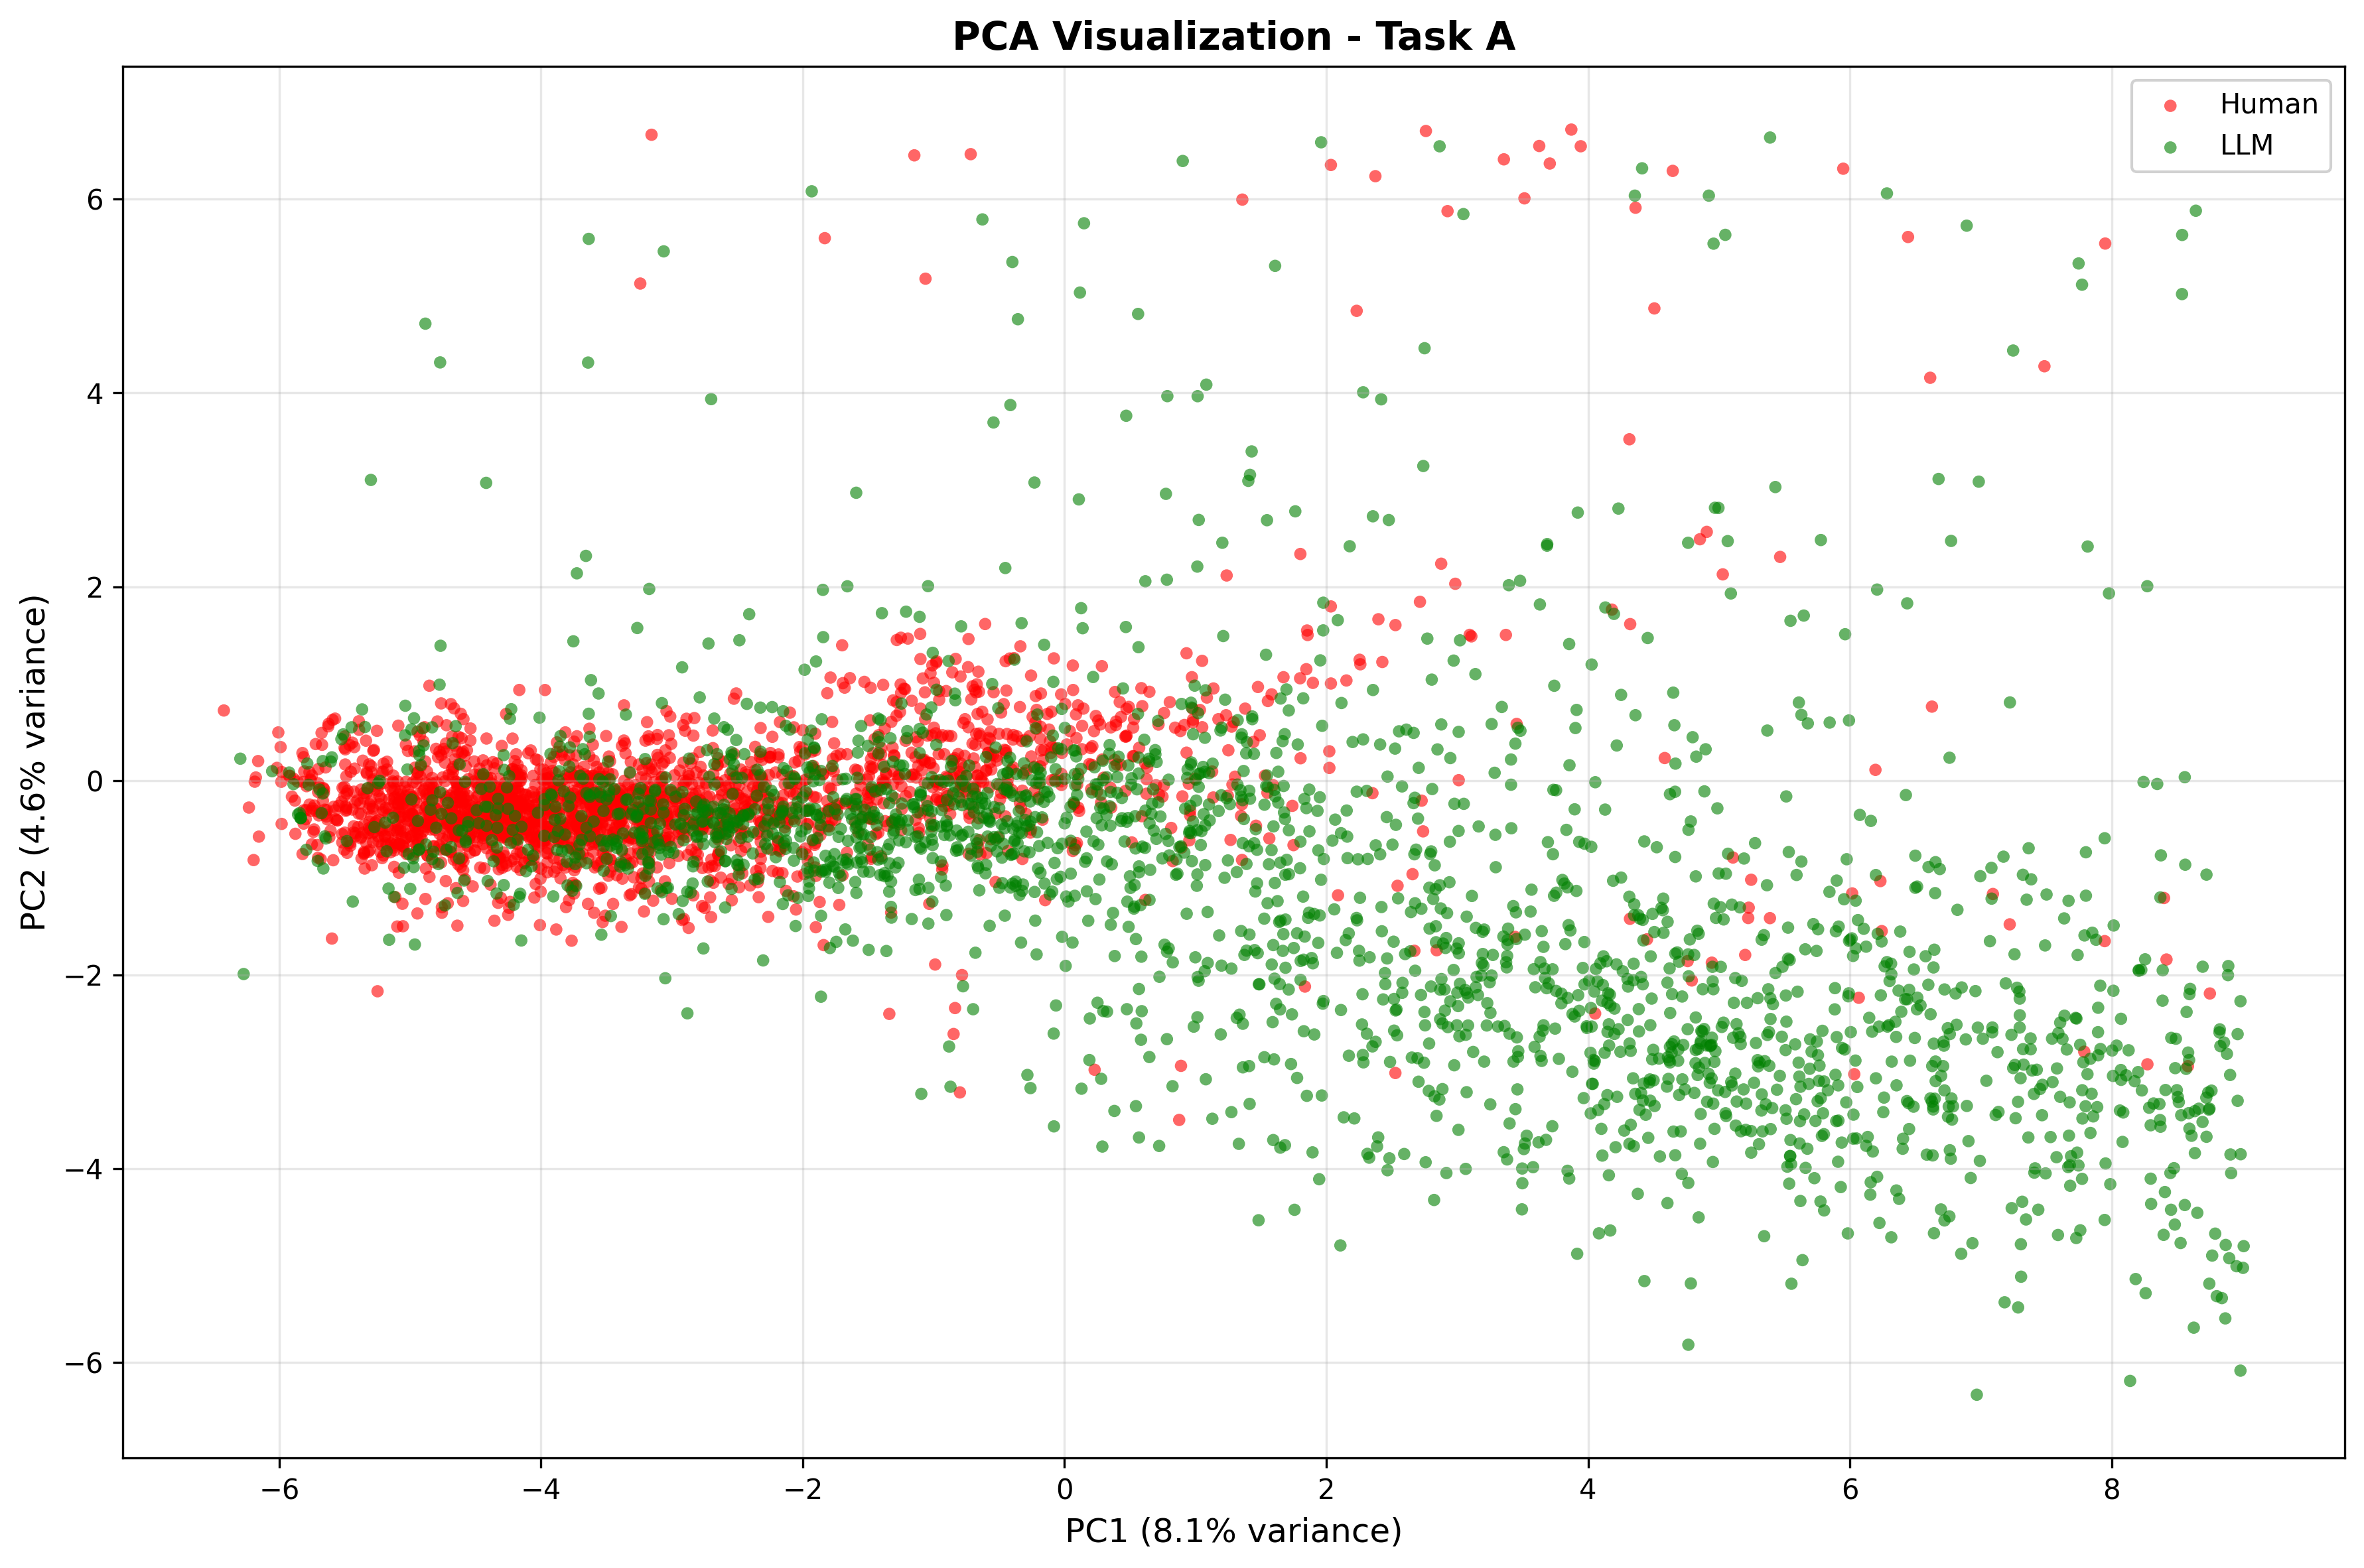 PCA Visualization - Task A
Human
LLM
6
4
2
0
−2
−4
−6
PC2 (4.6% variance)
−6 −4 −2 0 2 4 6 8
PC1 (8.1% variance)